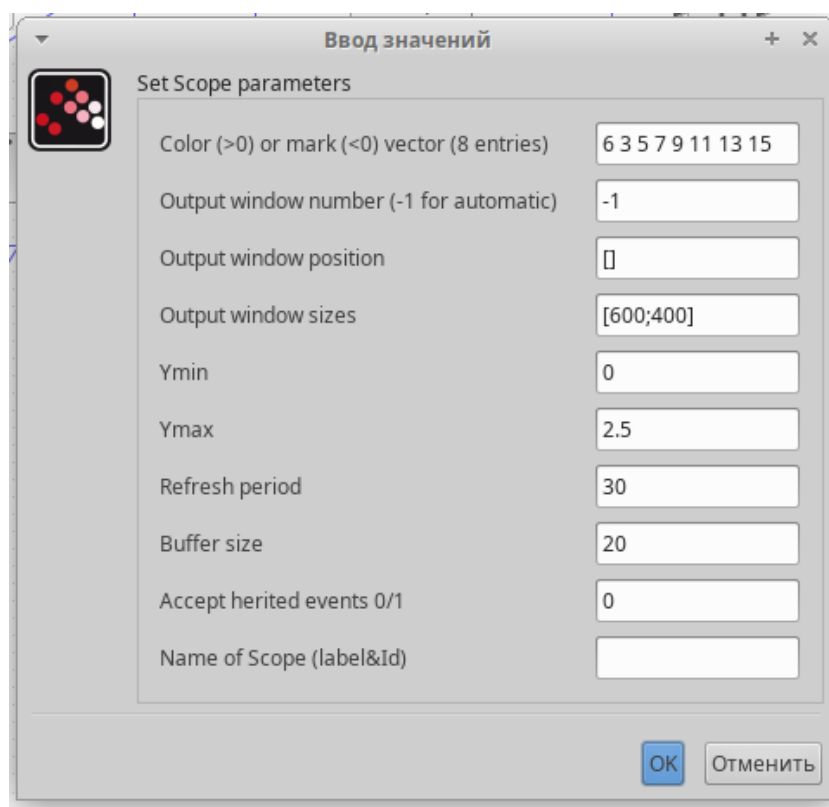 Ввод значений
Set Scope parameters
Color (>0) or mark (<0) vector (8 entries) 6 3 5 7 9 11 13 15
Output window number (-1 for automatic) -1
Output window position []
Output window sizes [600;400]
Ymin 0
Ymax 2.5
Refresh period 30
Buffer size 20
Accept herited events 0/1 0
Name of Scope (label&Id)
OK Отменить